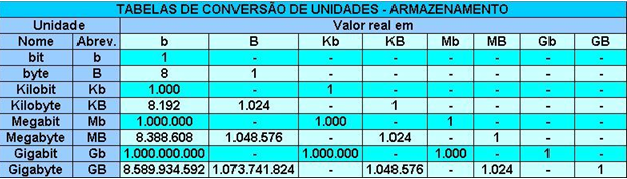 TABELAS DE CONVERSÃO DE UNIDADES - ARMAZENAMENTO
Unidade Valor real em
Nome Abrev. b B Kb KB Mb MB Gb GB
bit b 1 - - - - - - -
byte B 8 1 - - - - - -
Kilobit Kb 1.000 - 1 - - - - -
Kilobyte KB 8.192 1.024 - 1 - - - -
Megabit Mb 1.000.000 - 1.000 - 1 - - -
Megabyte MB 8.388.608 1.048.576 - 1.024 - 1 - -
Gigabit Gb 1.000.000.000 - 1.000.000 - 1.000 - 1 -
Gigabyte GB 8.589.934.592 1.073.741.824 - 1.048.576 - 1.024 - 1